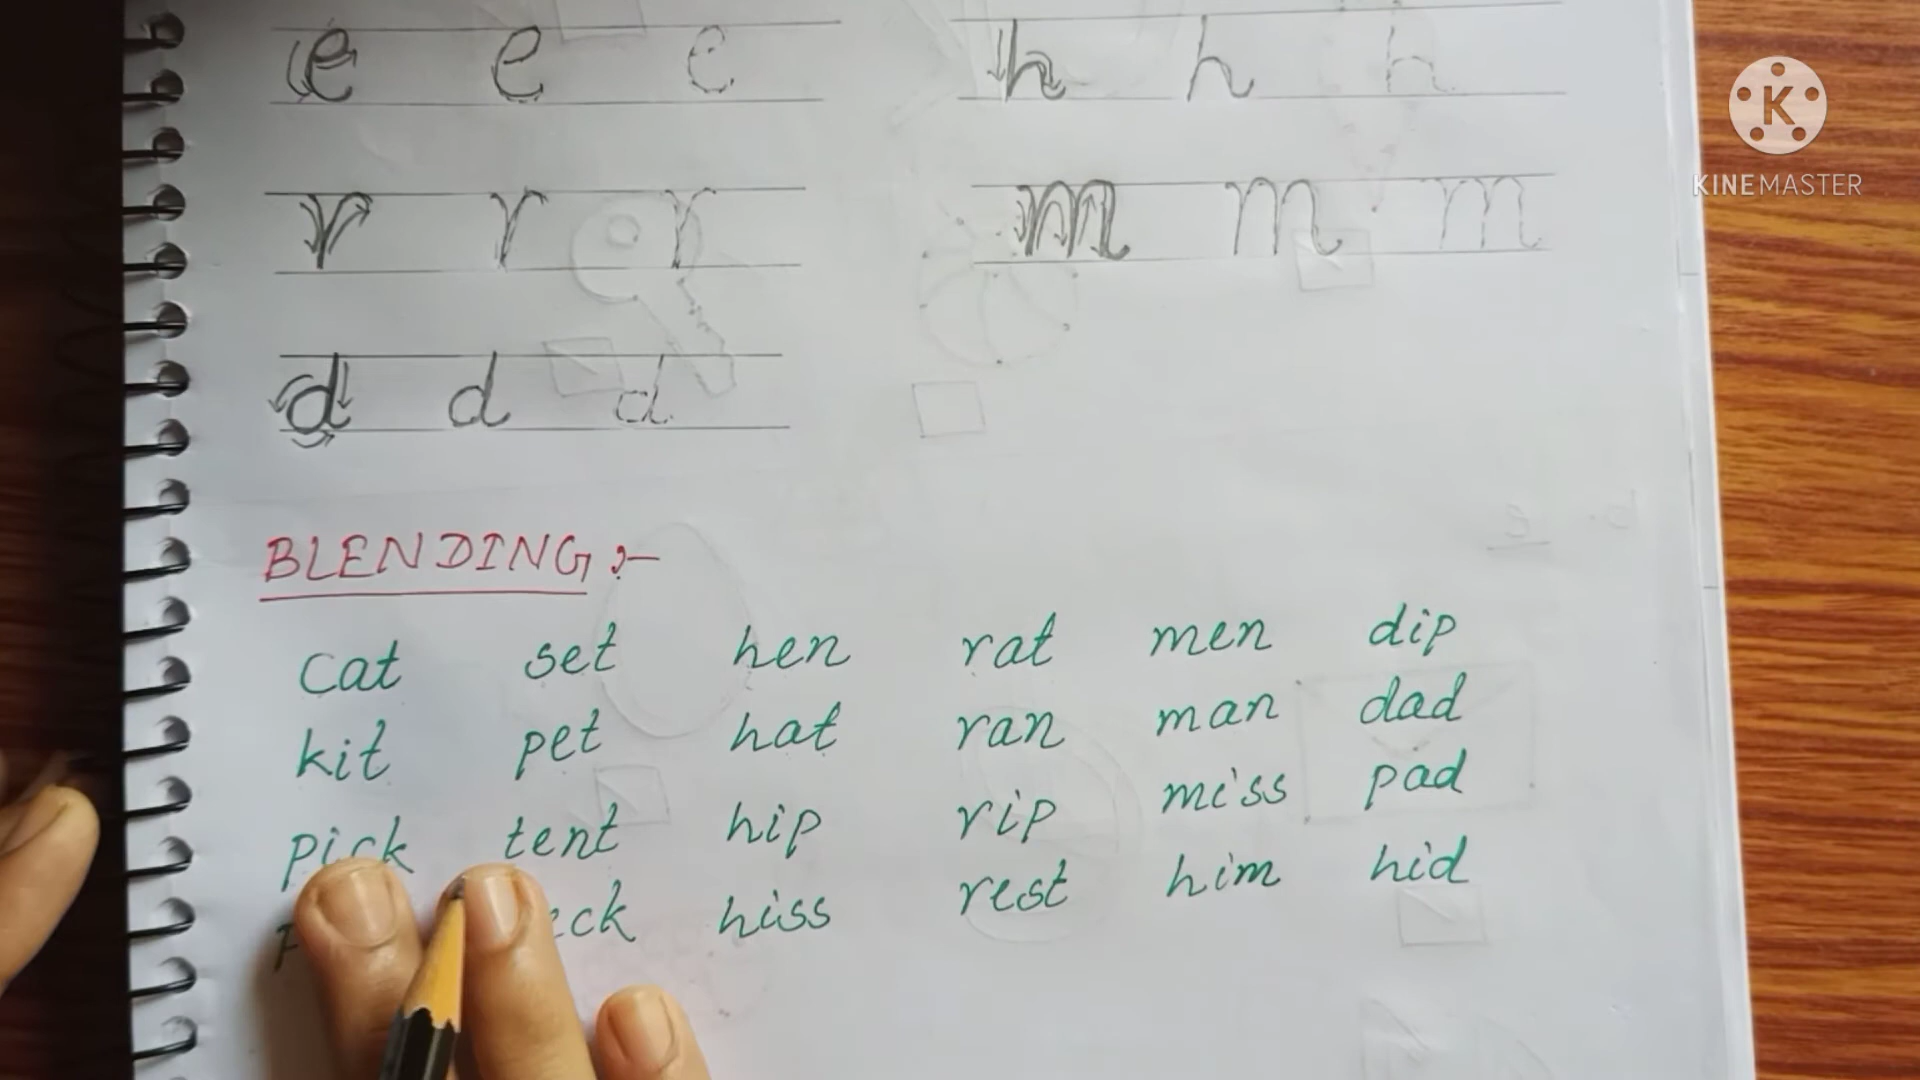 e e e h h h
r r r m m m
d d d
BLENDING :-
cat set hen rat men dip
kit pet hat ran man dad
pick tent hip rip miss pad
hiss rest him hid
K
KINEMASTER